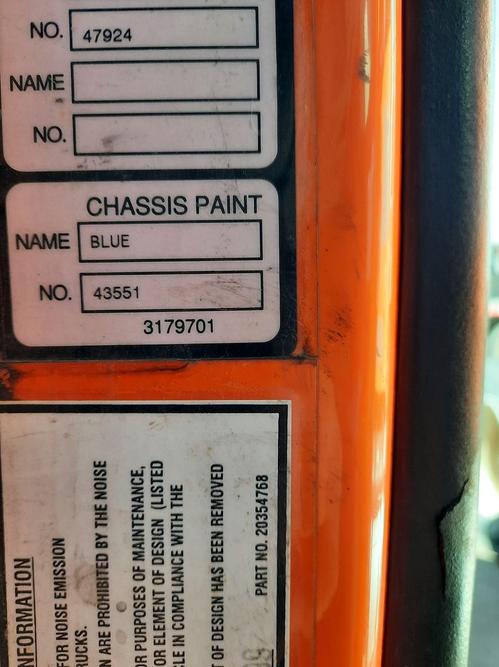 NO. 47924
NAME
NO.
CHASSIS PAINT
NAME BLUE
NO. 43551
3179701
NFORMATION
FOR NOISE EMISSION
RUCKS.
N ARE PROHIBITED BY THE NOISE
OR PURPOSES OF MAINTENANCE,
OR ELEMENT OF DESIGN (LISTED
LE IN COMPLIANCE WITH THE
T OF DESIGN HAS BEEN REMOVED
PART NO. 20354768